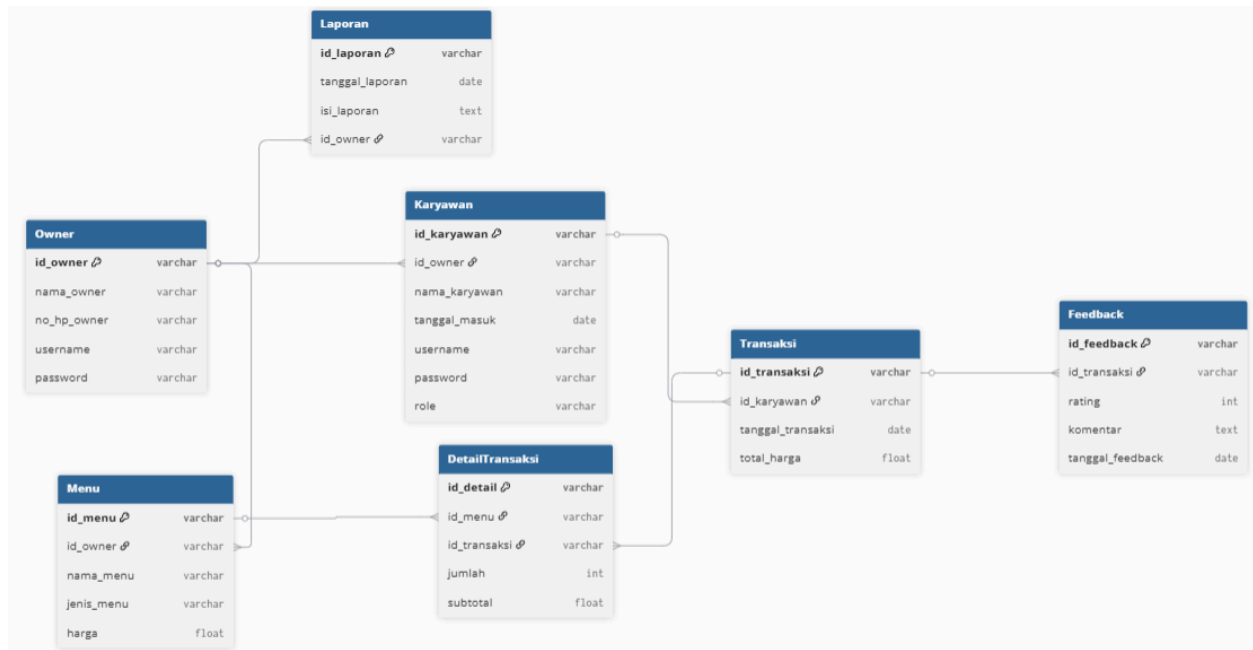 Laporan
id_laporan varchar
tanggal_laporan date
isi_laporan text
id_owner varchar
Karyawan
id_karyawan varchar
id_owner varchar
nama_karyawan varchar
tanggal_masuk date
username varchar
password varchar
role varchar
Owner
id_owner varchar
nama_owner varchar
no_hp_owner varchar
username varchar
password varchar
Transaksi
id_transaksi varchar
id_karyawan varchar
tanggal_transaksi date
total_harga float
Feedback
id_feedback varchar
id_transaksi varchar
rating int
komentar text
tanggal_feedback date
DetailTransaksi
id_detail varchar
id_menu varchar
id_transaksi varchar
jumlah int
subtotal float
Menu
id_menu varchar
id_owner varchar
nama_menu varchar
jenis_menu varchar
harga float